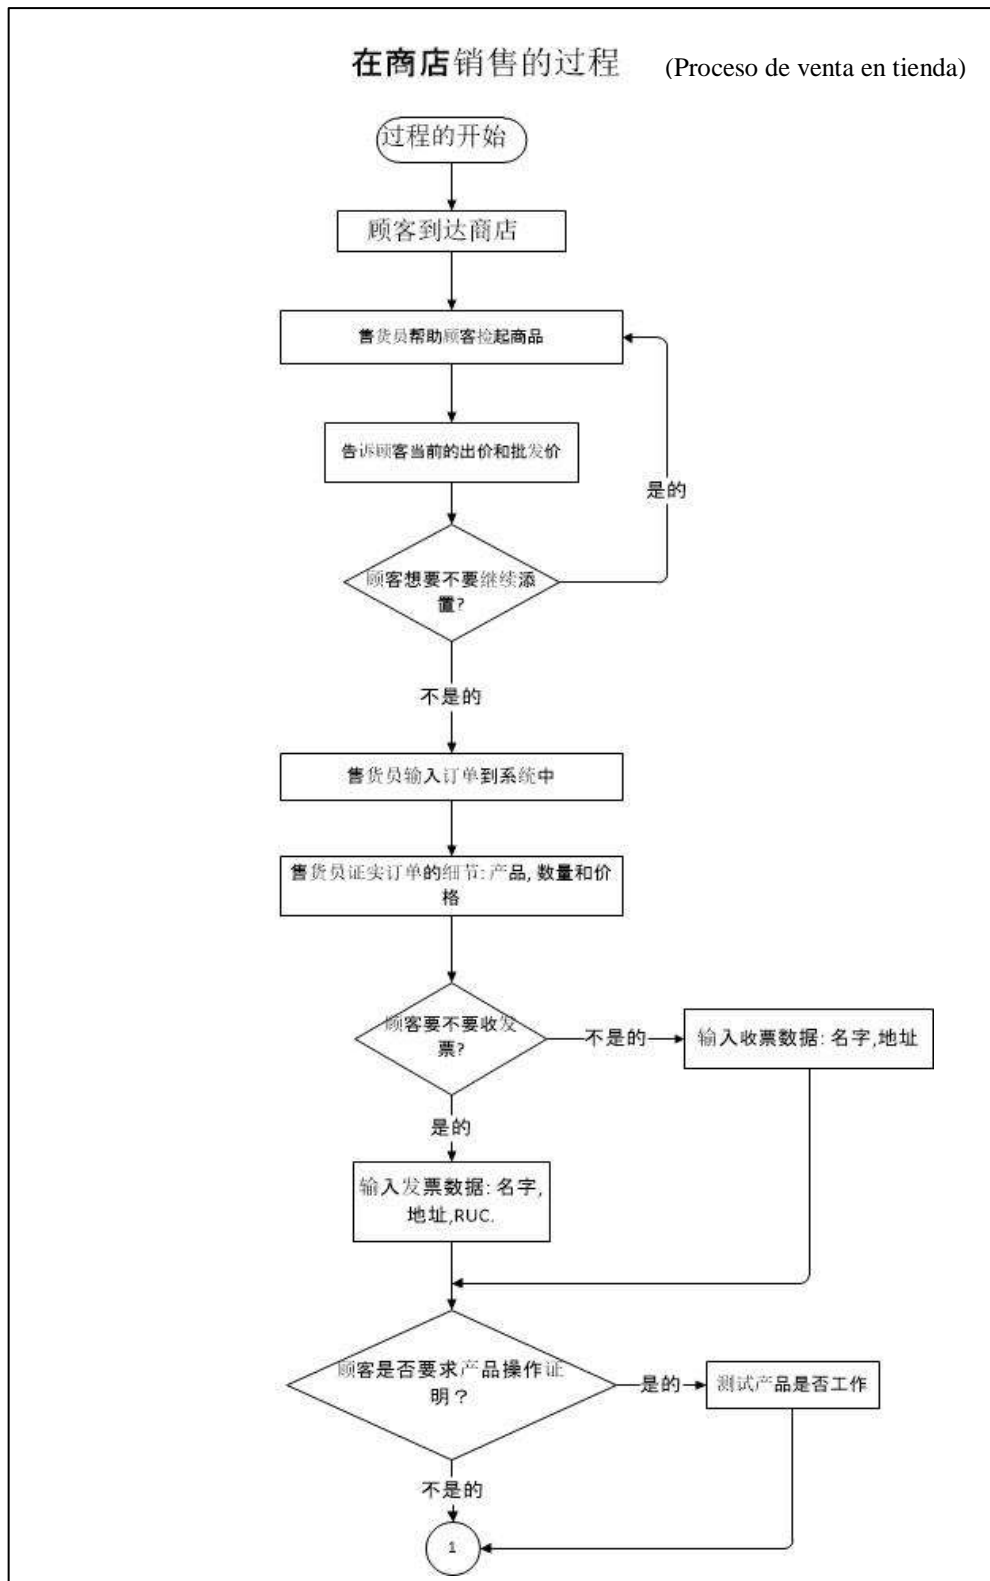 在商店销售的过程 (Proceso de venta en tienda)
过程的开始
顾客到达商店
售货员帮助顾客捡起商品
告诉顾客当前的出价和批发价
是的
顾客想要不要继续添
置?
不是的
售货员输入订单到系统中
售货员证实订单的细节: 产品, 数量和价
格
顾客要不要收发
票?
不是的
输入收票数据: 名字,地址
是的
输入发票数据: 名字,
地址,RUC.
顾客是否要求产品操作证
明？
是的
测试产品是否工作
不是的
1